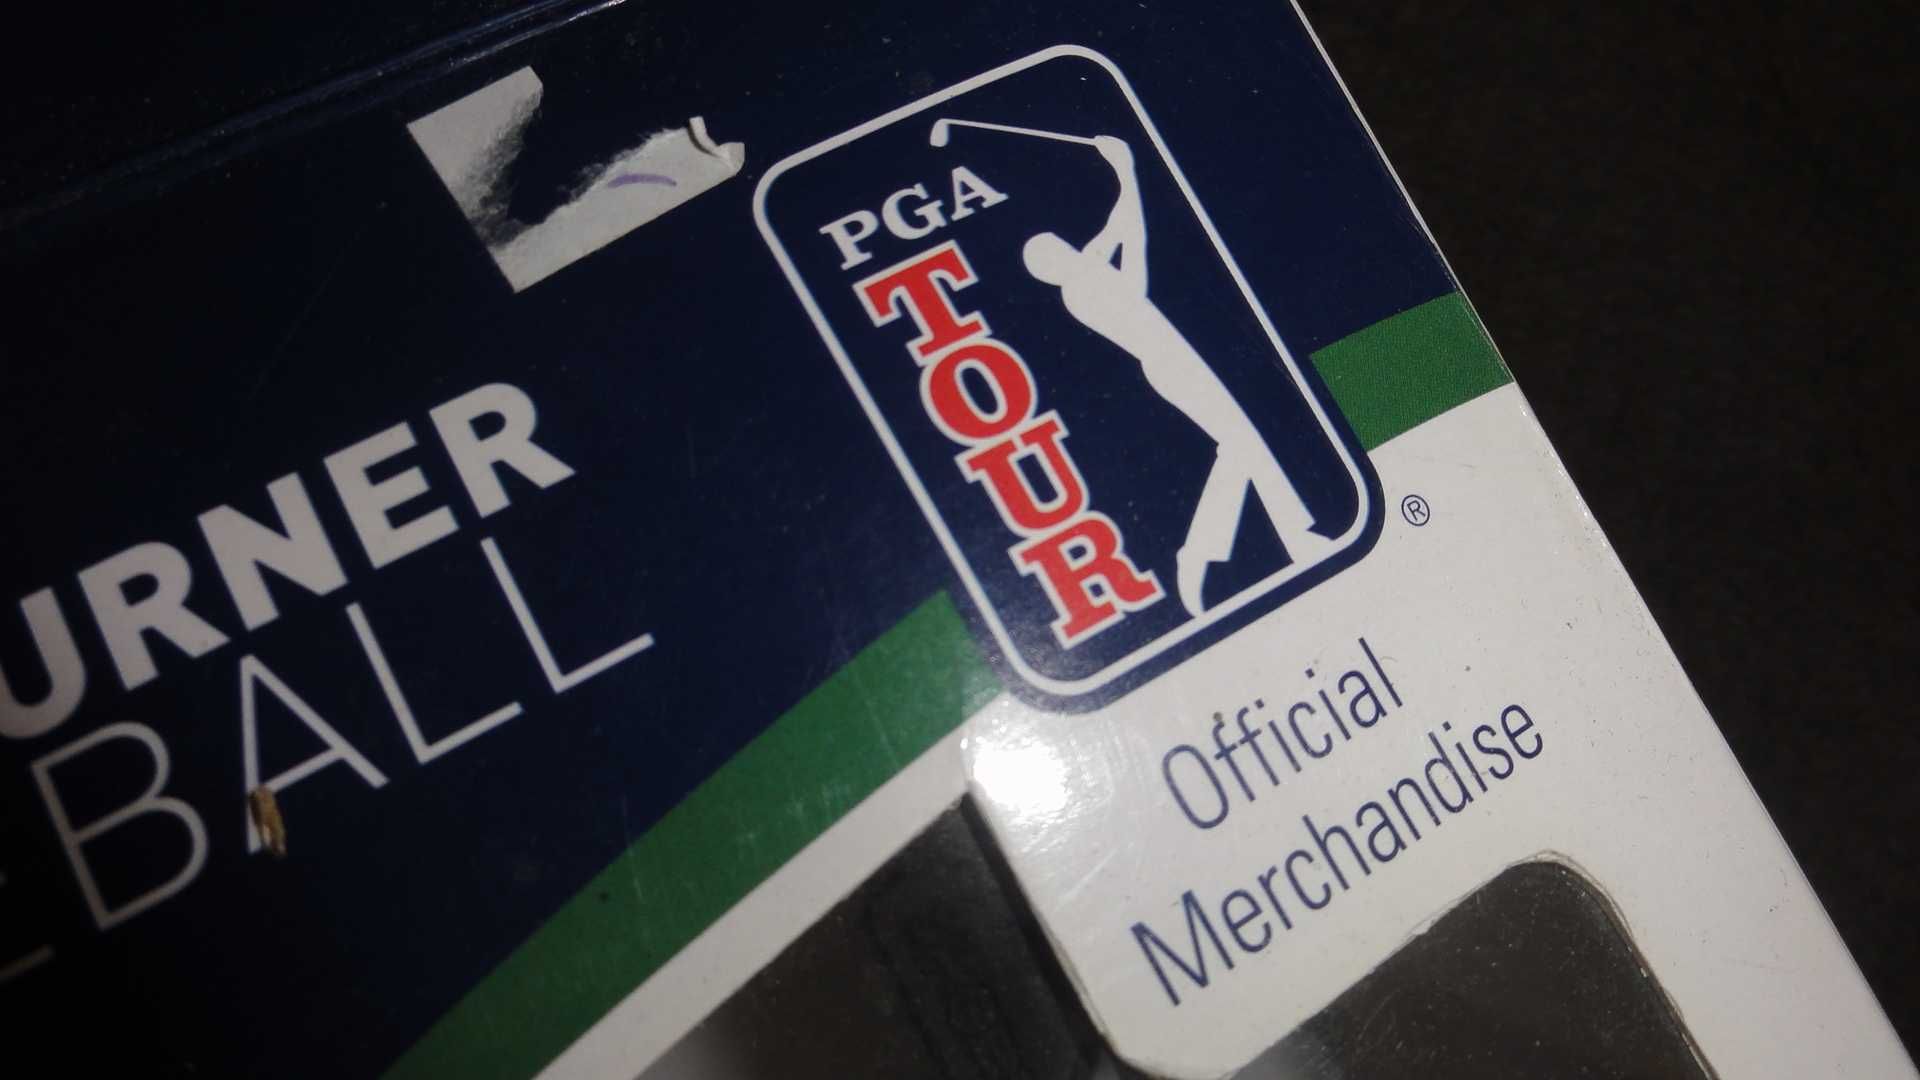 PGA
TOUR
®
URNER
BALL
Official
Merchandise